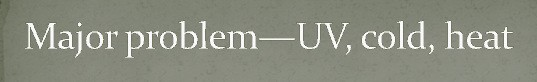 Major problem—UV, cold, heat